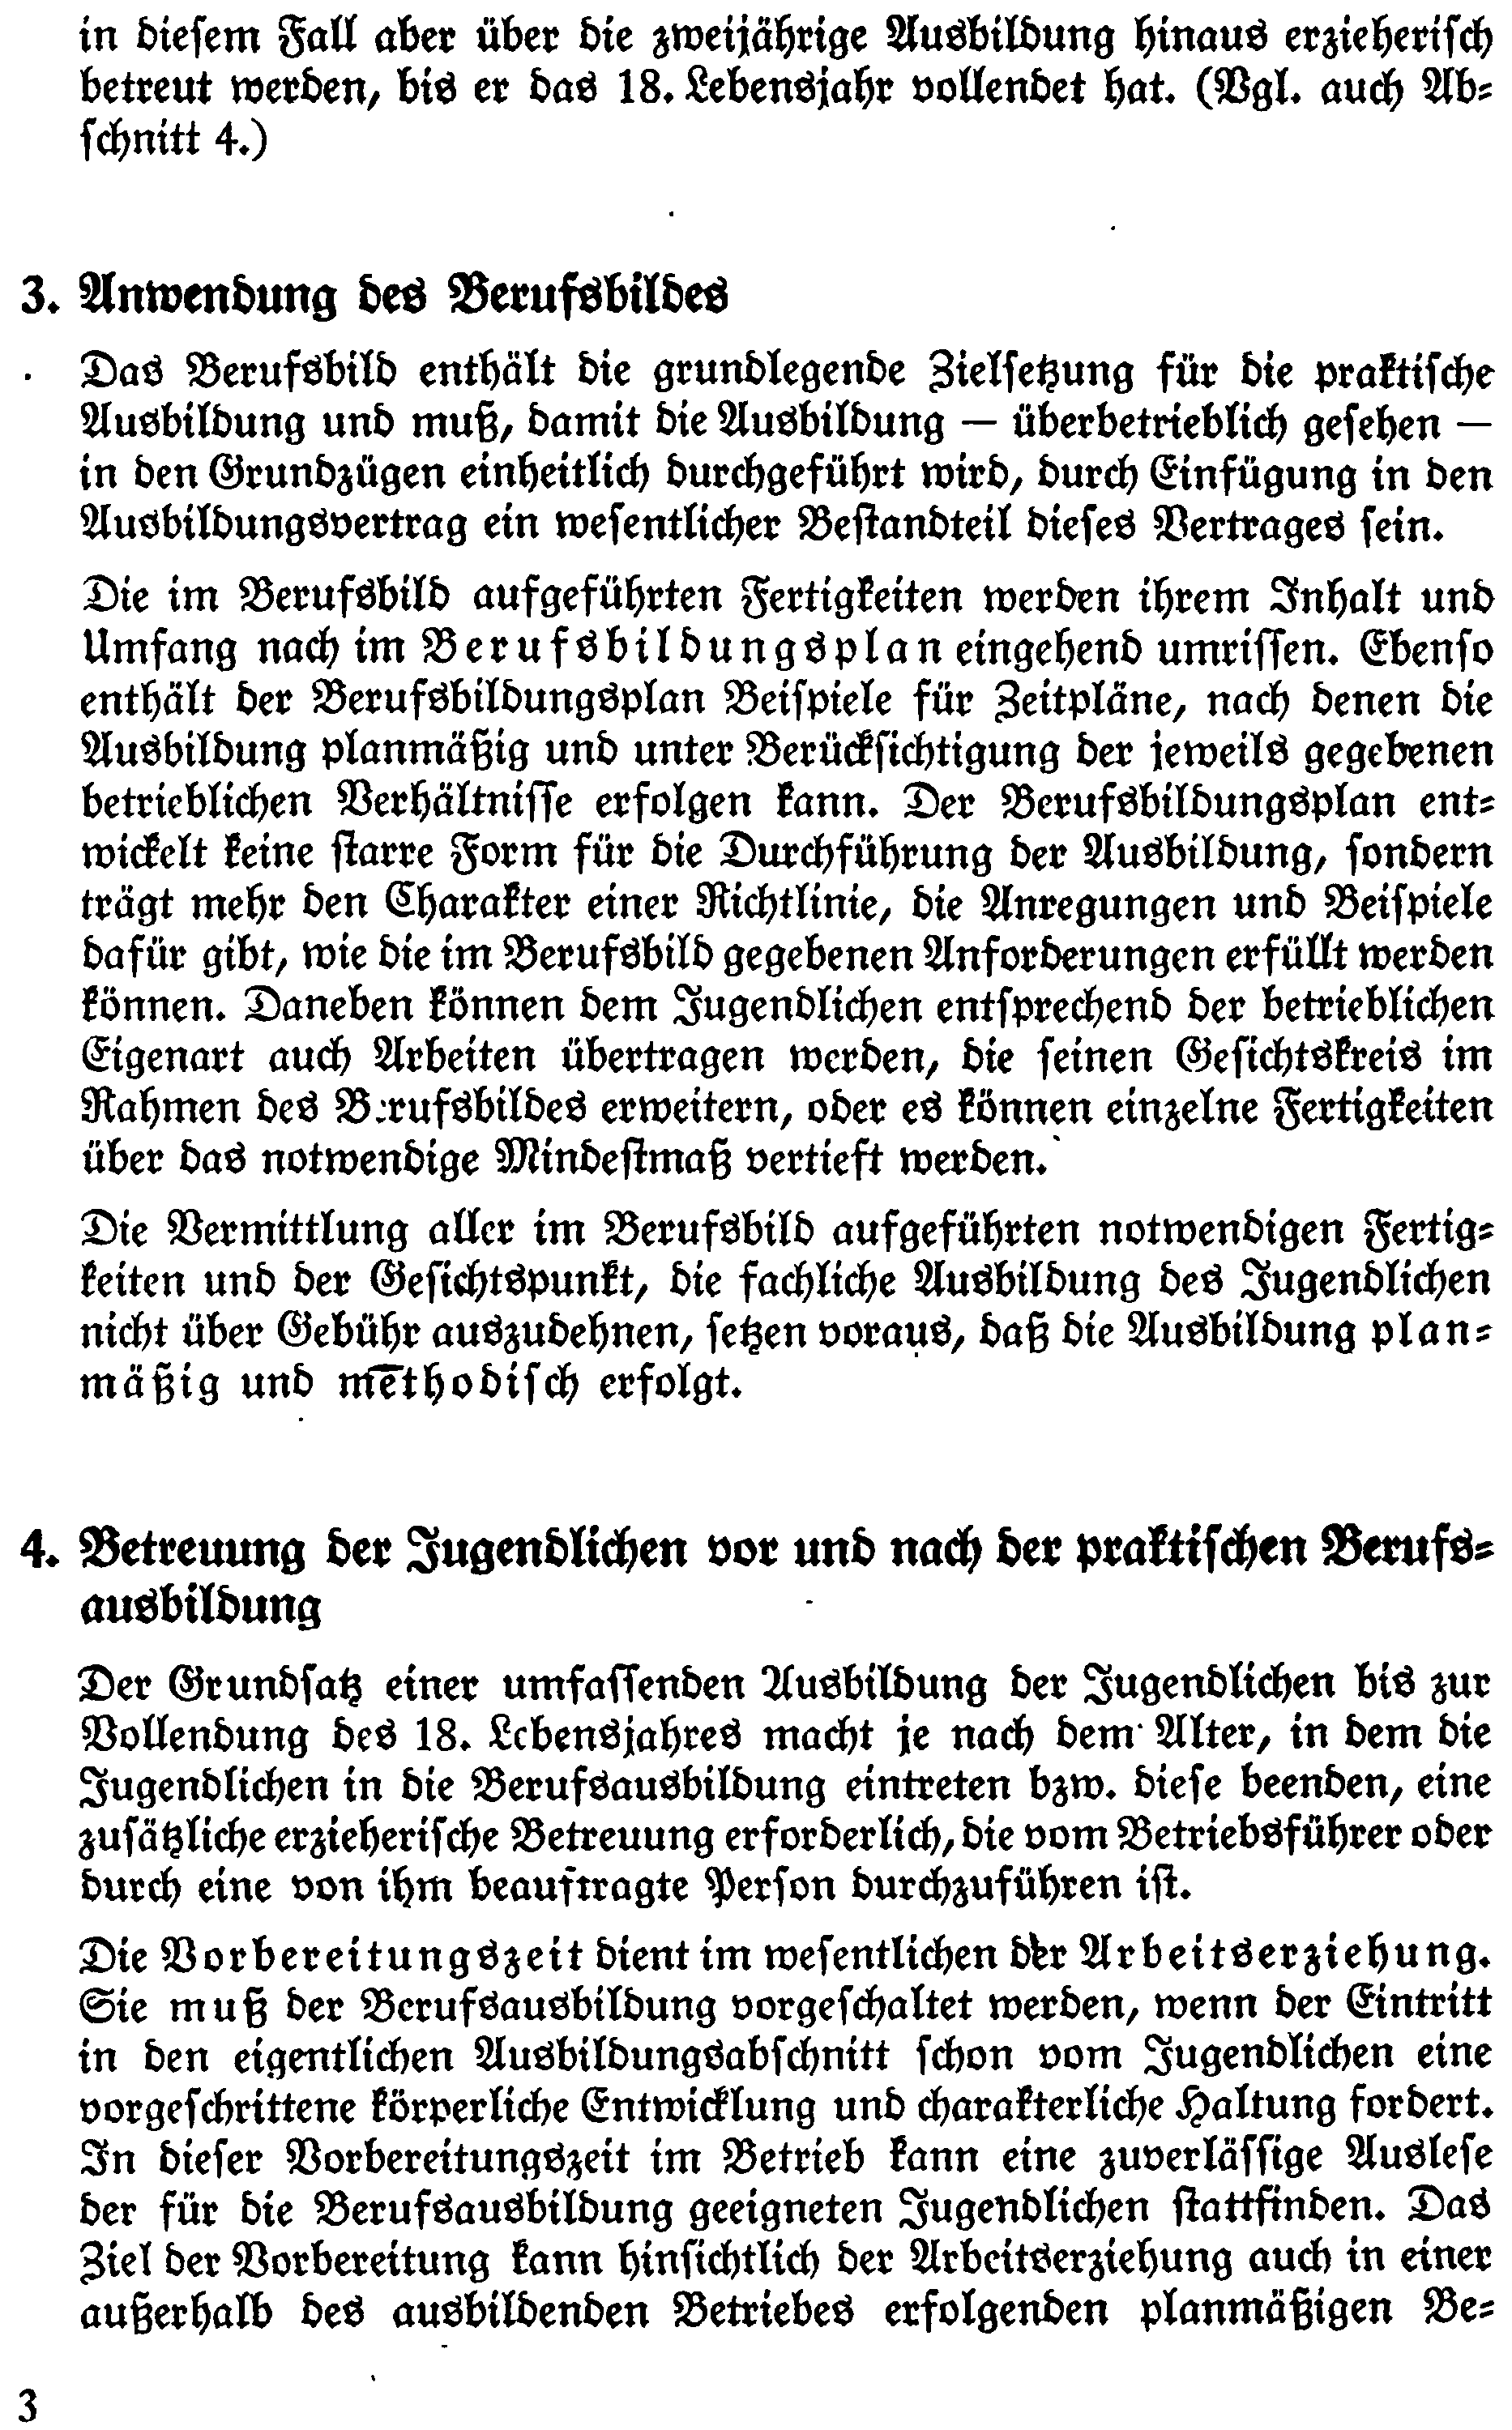 in diesem Fall aber über die zweijährige Ausbildung hinaus erzieherisch
betreut werden, bis er das 18. Lebensjahr vollendet hat. (Vgl. auch Ab-
schnitt 4.)
3. Anwendung des Berufsbildes
Das Berufsbild enthält die grundlegende Zielsetzung für die praktische
Ausbildung und muß, damit die Ausbildung — überbetrieblich gesehen —
in den Grundzügen einheitlich durchgeführt wird, durch Einfügung in den
Ausbildungsvertrag ein wesentlicher Bestandteil dieses Vertrages sein.
Die im Berufsbild aufgeführten Fertigkeiten werden ihrem Inhalt und
Umfang nach im Berufsbildungsplan eingehend umrissen. Ebenso
enthält der Berufsbildungsplan Beispiele für Zeitpläne, nach denen die
Ausbildung planmäßig und unter Berücksichtigung der jeweils gegebenen
betrieblichen Verhältnisse erfolgen kann. Der Berufsbildungsplan ent-
wickelt keine starre Form für die Durchführung der Ausbildung, sondern
trägt mehr den Charakter einer Richtlinie, die Anregungen und Beispiele
dafür gibt, wie die im Berufsbild gegebenen Anforderungen erfüllt werden
können. Daneben können dem Jugendlichen entsprechend der betrieblichen
Eigenart auch Arbeiten übertragen werden, die seinen Gesichtskreis im
Rahmen des Berufsbildes erweitern, oder es können einzelne Fertigkeiten
über das notwendige Mindestmaß vertieft werden.
Die Vermittlung aller im Berufsbild aufgeführten notwendigen Fertig-
keiten und der Gesichtspunkt, die fachliche Ausbildung des Jugendlichen
nicht über Gebühr auszudehnen, setzen voraus, daß die Ausbildung plan-
mäßig und methodisch erfolgt.
4. Betreuung der Jugendlichen vor und nach der praktischen Berufs-
ausbildung
Der Grundsatz einer umfassenden Ausbildung der Jugendlichen bis zur
Vollendung des 18. Lebensjahres macht je nach dem Alter, in dem die
Jugendlichen in die Berufsausbildung eintreten bzw. diese beenden, eine
zusätzliche erzieherische Betreuung erforderlich, die vom Betriebsführer oder
durch eine von ihm beauftragte Person durchzuführen ist.
Die Vorbereitungszeit dient im wesentlichen der Arbeitserziehung.
Sie muß der Berufsausbildung vorgeschaltet werden, wenn der Eintritt
in den eigentlichen Ausbildungsabschnitt schon vom Jugendlichen eine
vorgeschrittene körperliche Entwicklung und charakterliche Haltung fordert.
In dieser Vorbereitungszeit im Betrieb kann eine zuverlässige Auslese
der für die Berufsausbildung geeigneten Jugendlichen stattfinden. Das
Ziel der Vorbereitung kann hinsichtlich der Arbeitserziehung auch in einer
außerhalb des ausbildenden Betriebes erfolgenden planmäßigen Be-
3